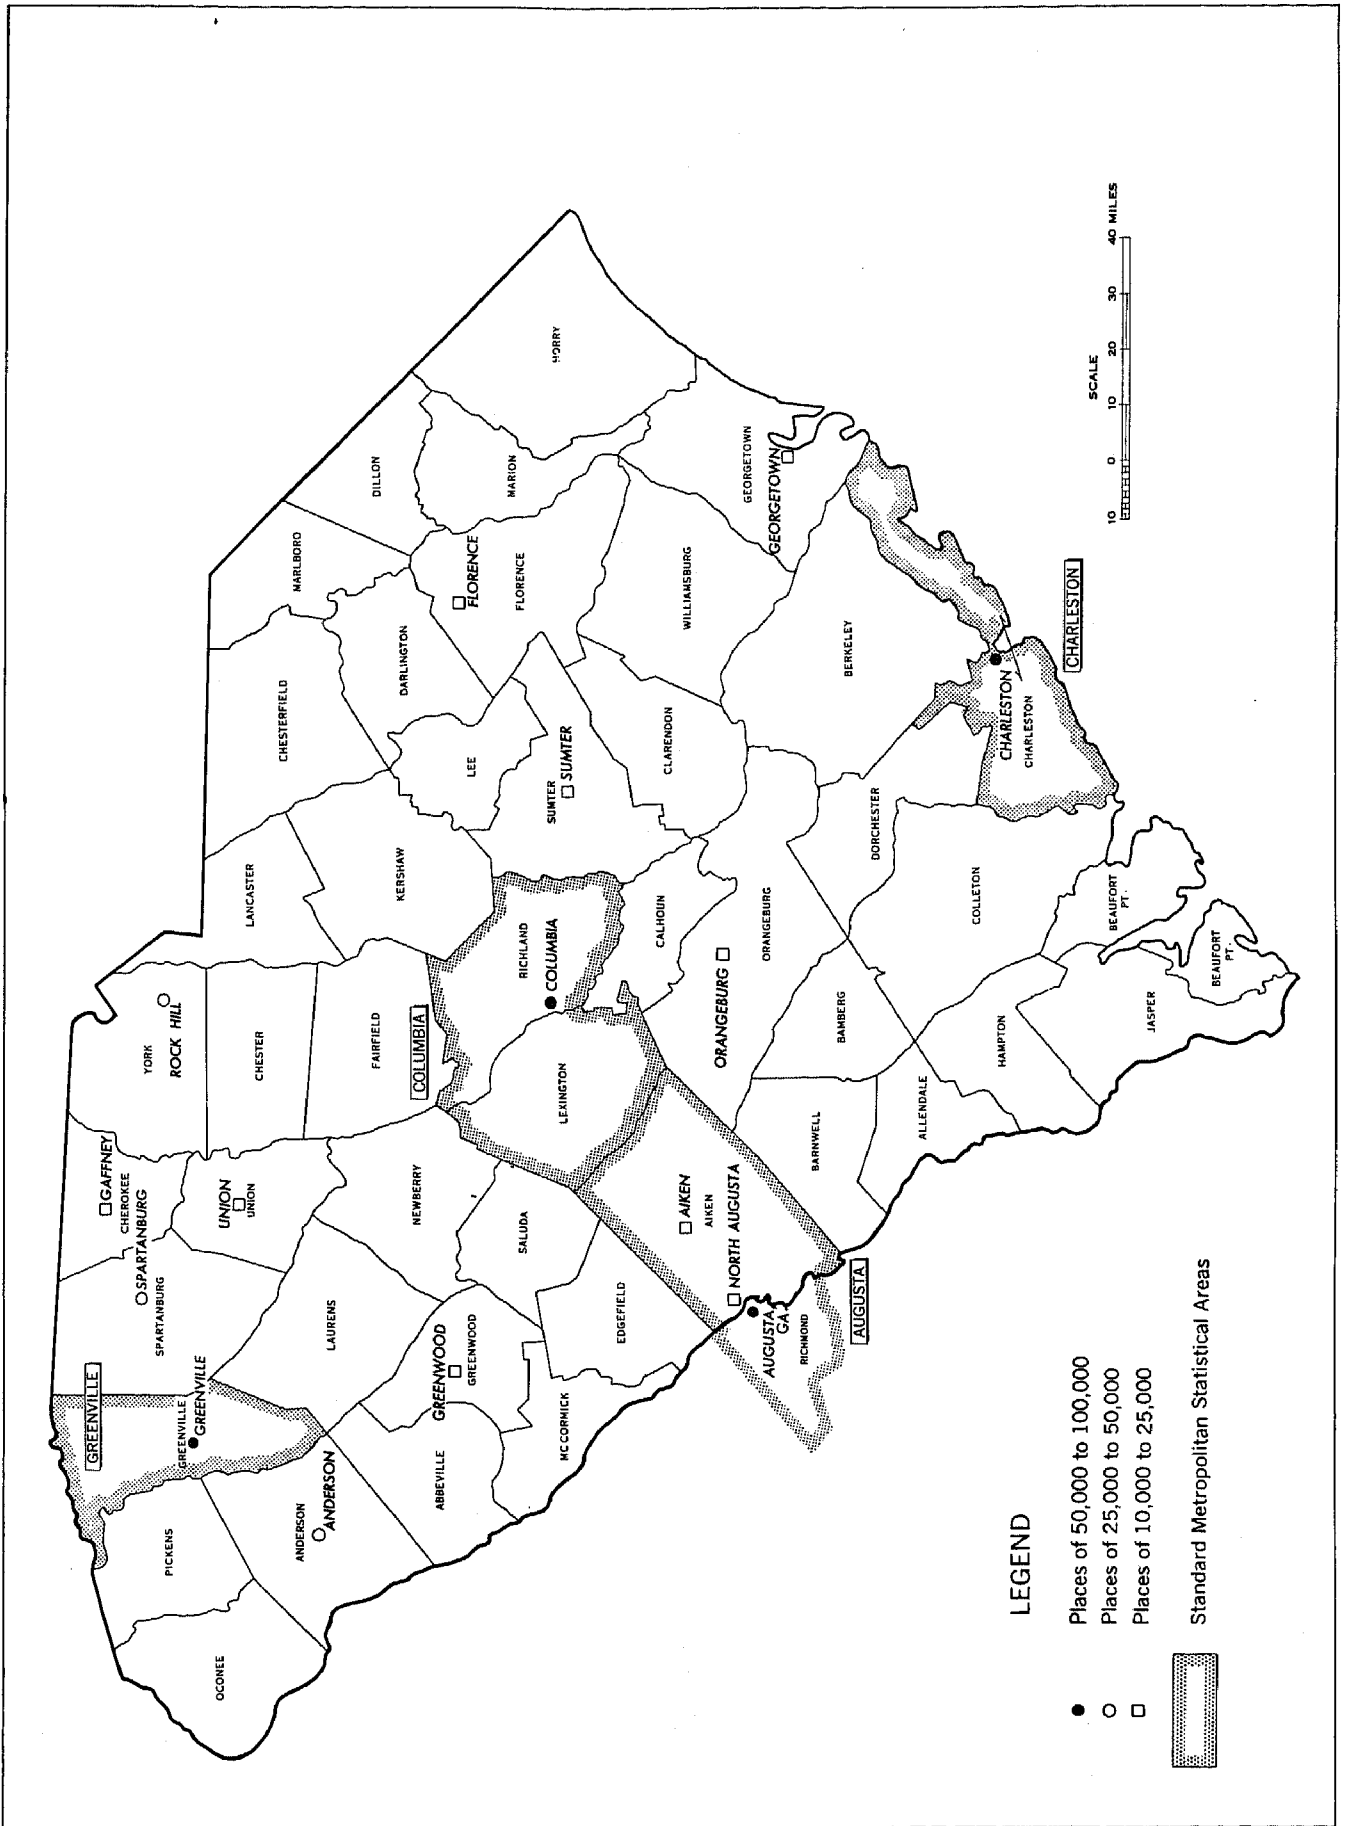 GREENVILLE
OCONEE
PICKENS
GREENVILLE
GREENVILLE
SPARTANBURG
SPARTANBURG
GAFFNEY
CHEROKEE
YORK
ROCK HILL
ANDERSON
ANDERSON
LAURENS
UNION
UNION
CHESTER
LANCASTER
CHESTERFIELD
MARLBORO
DILLON
ABBEVILLE
GREENWOOD
GREENWOOD
NEWBERRY
FAIRFIELD
COLUMBIA
KERSHAW
DARLINGTON
FLORENCE
FLORENCE
MARION
HORRY
MC CORMICK
EDGEFIELD
SALUDA
LEXINGTON
RICHLAND
COLUMBIA
LEE
SUMTER
SUMTER
AIKEN
AIKEN
NORTH AUGUSTA
AUGUSTA,
GA.
RICHMOND
AUGUSTA
CALHOUN
CLARENDON
WILLIAMSBURG
GEORGETOWN
GEORGETOWN
ORANGEBURG
ORANGEBURG
BARNWELL
BAMBERG
DORCHESTER
BERKELEY
ALLENDALE
HAMPTON
COLLETON
CHARLESTON
CHARLESTON
CHARLESTON
JASPER
BEAUFORT
PT.
BEAUFORT
PT.
SCALE
10 0 10 20 30 40 MILES
LEGEND
Places of 50,000 to 100,000
Places of 25,000 to 50,000
Places of 10,000 to 25,000
Standard Metropolitan Statistical Areas